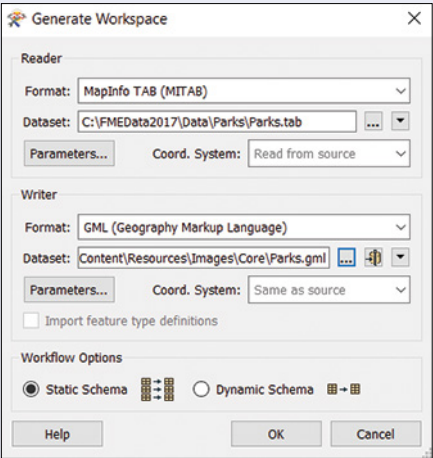 Generate Workspace
Reader
Format: MapInfo TAB (MITAB)
Dataset: C:\FMEData2017\Data\Parks\Parks.tab ...
Parameters... Coord. System: Read from source
Writer
Format: GML (Geography Markup Language)
Dataset: Content\Resources\Images\Core\Parks.gml ...
Parameters... Coord. System: Same as source
Import feature type definitions
Workflow Options
Static Schema Dynamic Schema
Help OK Cancel